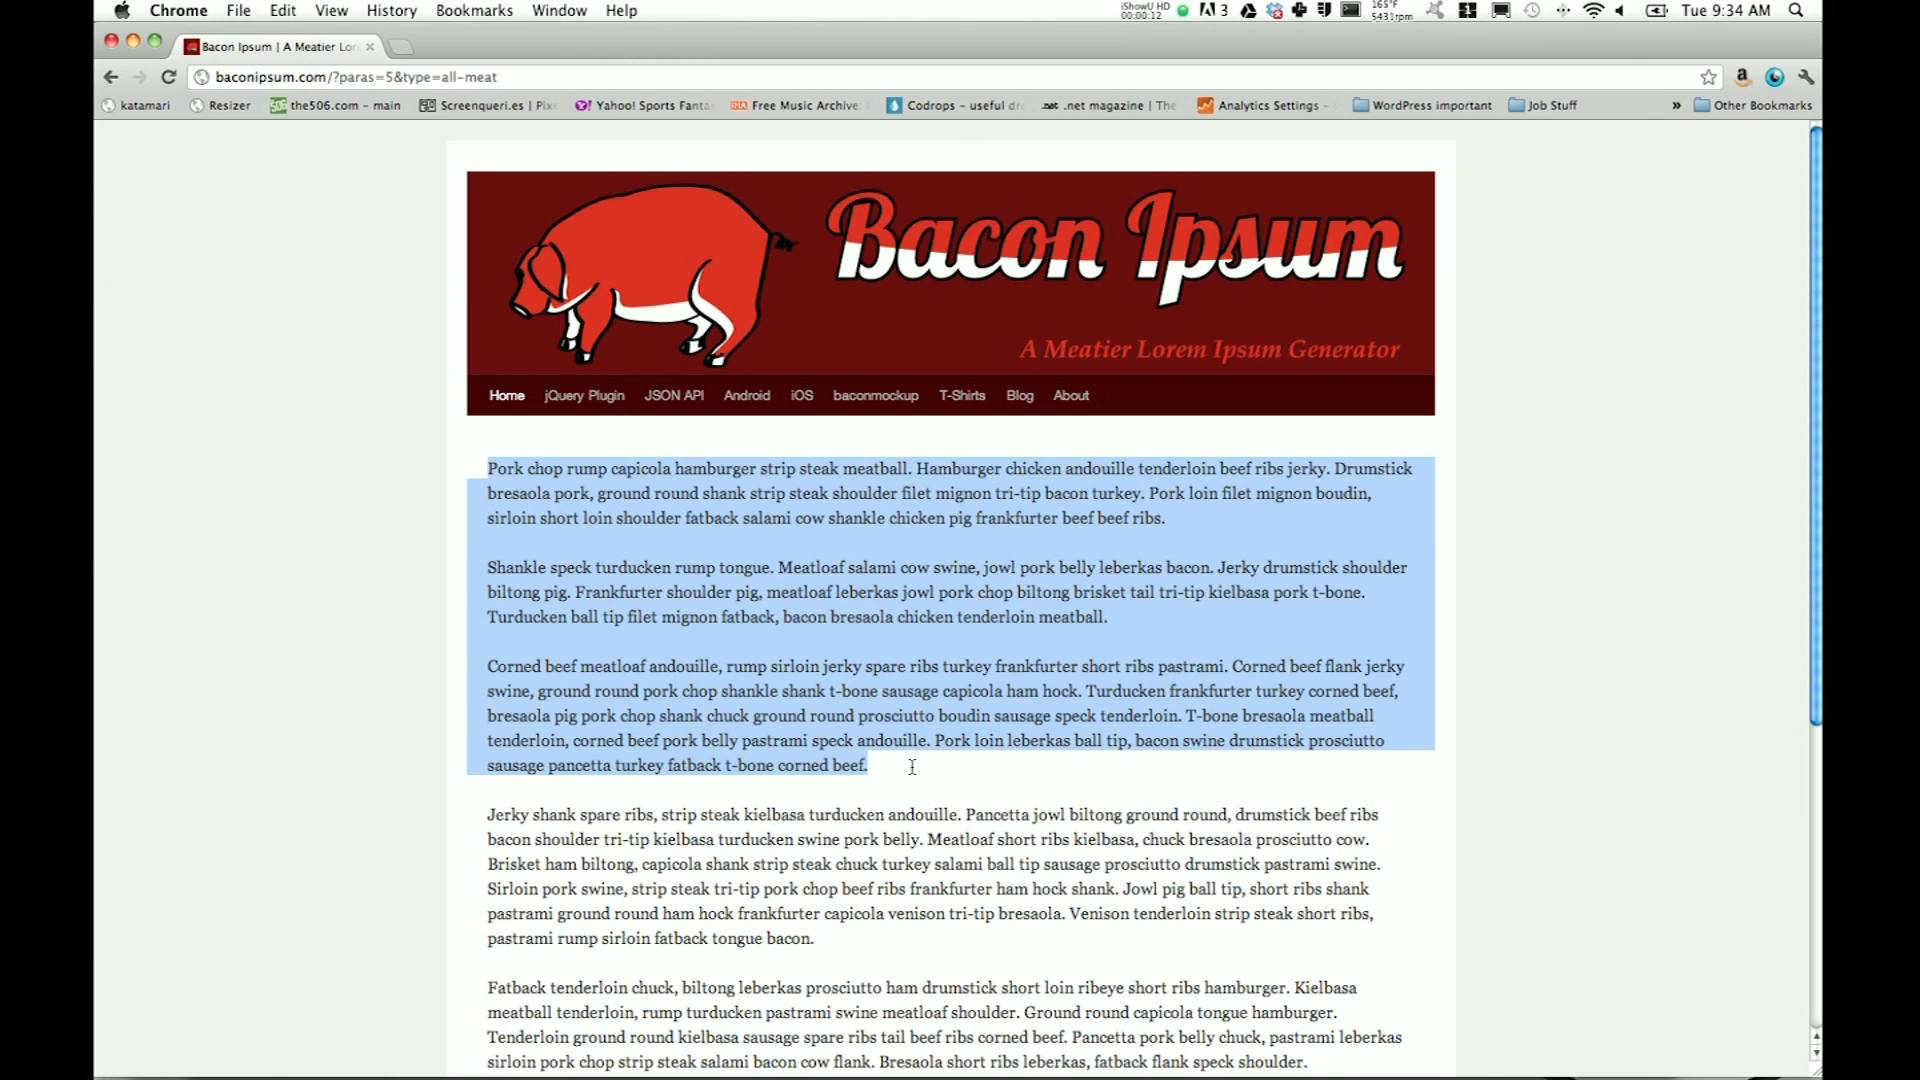 Chrome File Edit View History Bookmarks Window Help iShowU HD 00:00:12 3 165°F 5431rpm Tue 9:34 AM
Bacon Ipsum | A Meatier Lor
baconipsum.com/?paras=5&type=all-meat
katamari Resizer the506.com – main Screenqueri.es | Pix Yahoo! Sports Fanta Free Music Archive: Codrops – useful dr .net magazine | The Analytics Settings – WordPress important Job Stuff » Other Bookmarks
Bacon Ipsum
A Meatier Lorem Ipsum Generator
Home jQuery Plugin JSON API Android iOS baconmockup T-Shirts Blog About
Pork chop rump capicola hamburger strip steak meatball. Hamburger chicken andouille tenderloin beef ribs jerky. Drumstick
bresaola pork, ground round shank strip steak shoulder filet mignon tri-tip bacon turkey. Pork loin filet mignon boudin,
sirloin short loin shoulder fatback salami cow shankle chicken pig frankfurter beef beef ribs.
Shankle speck turducken rump tongue. Meatloaf salami cow swine, jowl pork belly leberkas bacon. Jerky drumstick shoulder
biltong pig. Frankfurter shoulder pig, meatloaf leberkas jowl pork chop biltong brisket tail tri-tip kielbasa pork t-bone.
Turducken ball tip filet mignon fatback, bacon bresaola chicken tenderloin meatball.
Corned beef meatloaf andouille, rump sirloin jerky spare ribs turkey frankfurter short ribs pastrami. Corned beef flank jerky
swine, ground round pork chop shankle shank t-bone sausage capicola ham hock. Turducken frankfurter turkey corned beef,
bresaola pig pork chop shank chuck ground round prosciutto boudin sausage speck tenderloin. T-bone bresaola meatball
tenderloin, corned beef pork belly pastrami speck andouille. Pork loin leberkas ball tip, bacon swine drumstick prosciutto
sausage pancetta turkey fatback t-bone corned beef.
Jerky shank spare ribs, strip steak kielbasa turducken andouille. Pancetta jowl biltong ground round, drumstick beef ribs
bacon shoulder tri-tip kielbasa turducken swine pork belly. Meatloaf short ribs kielbasa, chuck bresaola prosciutto cow.
Brisket ham biltong, capicola shank strip steak chuck turkey salami ball tip sausage prosciutto drumstick pastrami swine.
Sirloin pork swine, strip steak tri-tip pork chop beef ribs frankfurter ham hock shank. Jowl pig ball tip, short ribs shank
pastrami ground round ham hock frankfurter capicola venison tri-tip bresaola. Venison tenderloin strip steak short ribs,
pastrami rump sirloin fatback tongue bacon.
Fatback tenderloin chuck, biltong leberkas prosciutto ham drumstick short loin ribeye short ribs hamburger. Kielbasa
meatball tenderloin, rump turducken pastrami swine meatloaf shoulder. Ground round capicola tongue hamburger.
Tenderloin ground round kielbasa sausage spare ribs tail beef ribs corned beef. Pancetta pork belly chuck, pastrami leberkas
sirloin pork chop strip steak salami bacon cow flank. Bresaola short ribs leberkas, fatback flank speck shoulder.